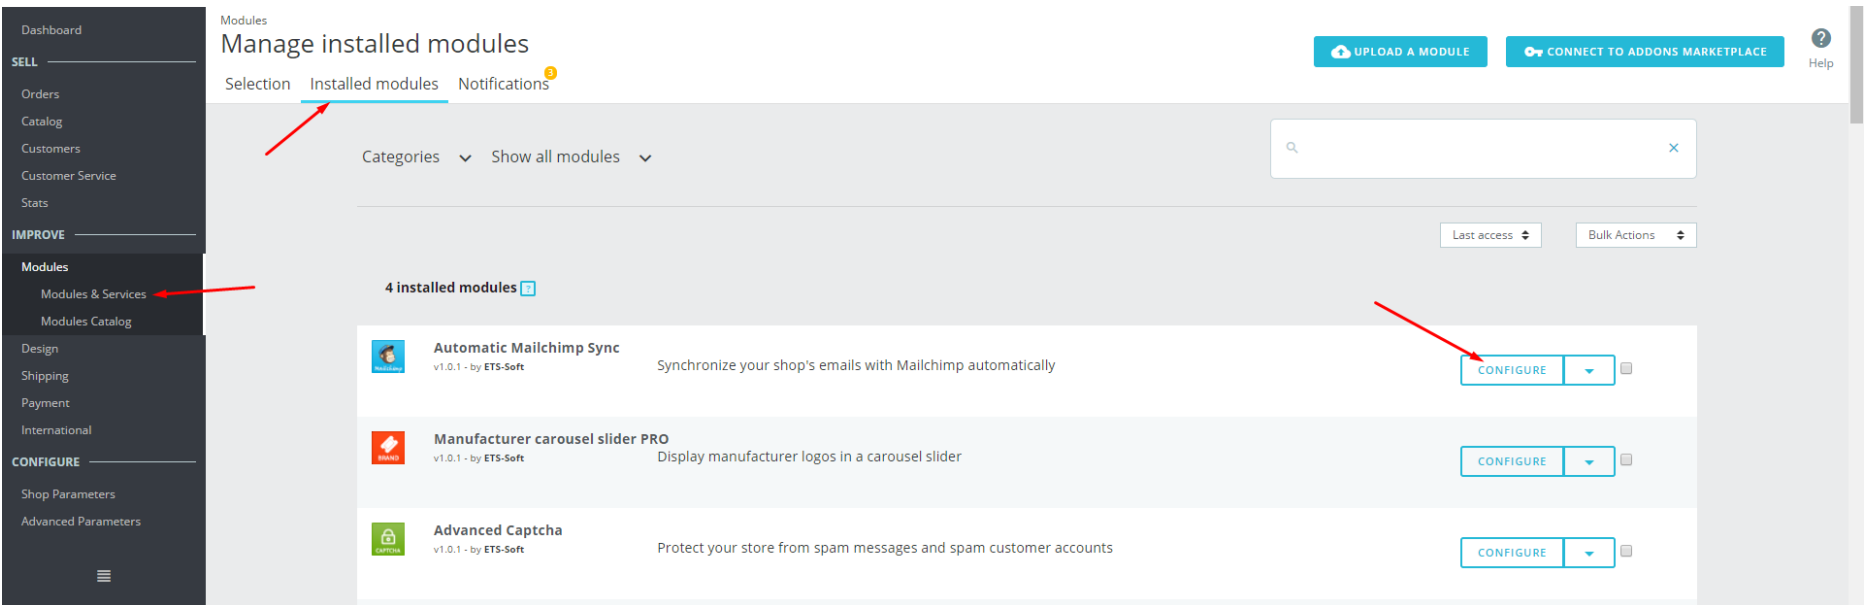 Dashboard
SELL
Orders
Catalog
Customers
Customer Service
Stats
IMPROVE
Modules
Modules & Services
Modules Catalog
Design
Shipping
Payment
International
CONFIGURE
Shop Parameters
Advanced Parameters
Modules
Manage installed modules
UPLOAD A MODULE
CONNECT TO ADDONS MARKETPLACE
?
Help
Selection Installed modules Notifications 3
Categories Show all modules
Last access Bulk Actions
4 installed modules ?
Mailchimp
Automatic Mailchimp Sync
v1.0.1 - by ETS-Soft
Synchronize your shop's emails with Mailchimp automatically
CONFIGURE
BRAND
Manufacturer carousel slider PRO
v1.0.1 - by ETS-Soft
Display manufacturer logos in a carousel slider
CONFIGURE
CAPTCHA
Advanced Captcha
v1.0.1 - by ETS-Soft
Protect your store from spam messages and spam customer accounts
CONFIGURE